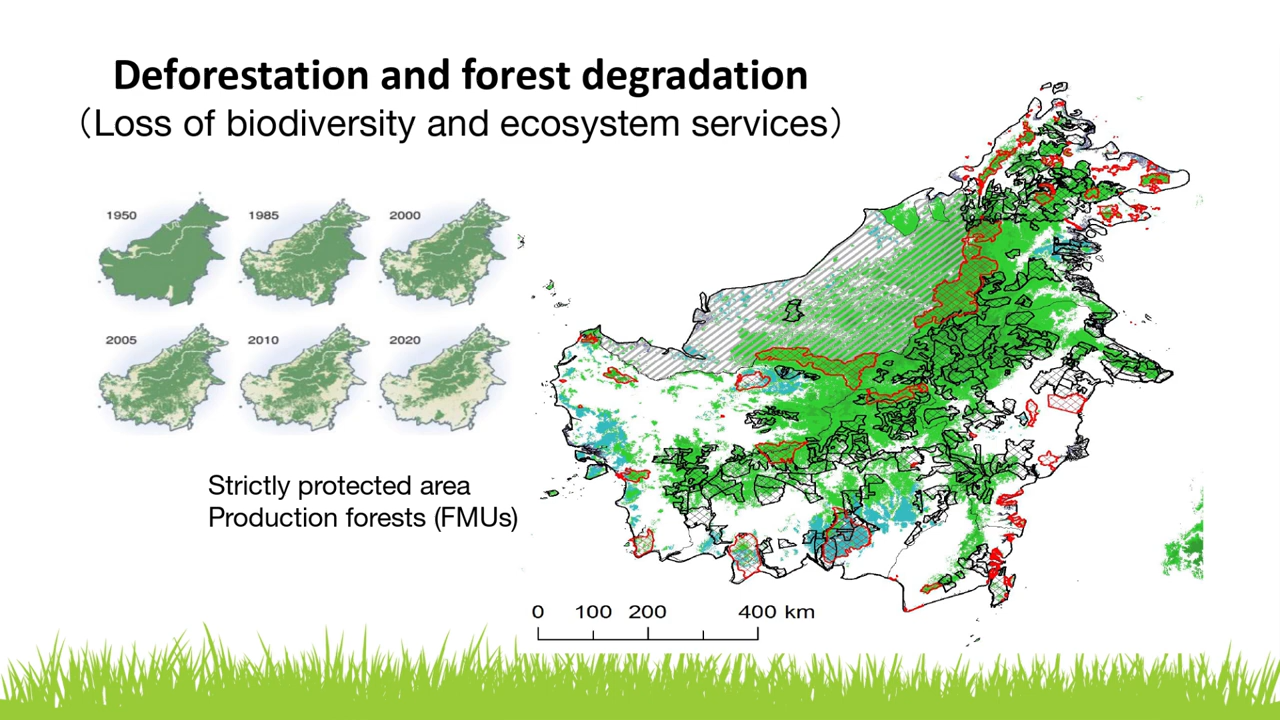 Deforestation and forest degradation
（Loss of biodiversity and ecosystem services）
1950
1985
2000
2005
2010
2020
Strictly protected area
Production forests (FMUs)
0 100 200 400 km